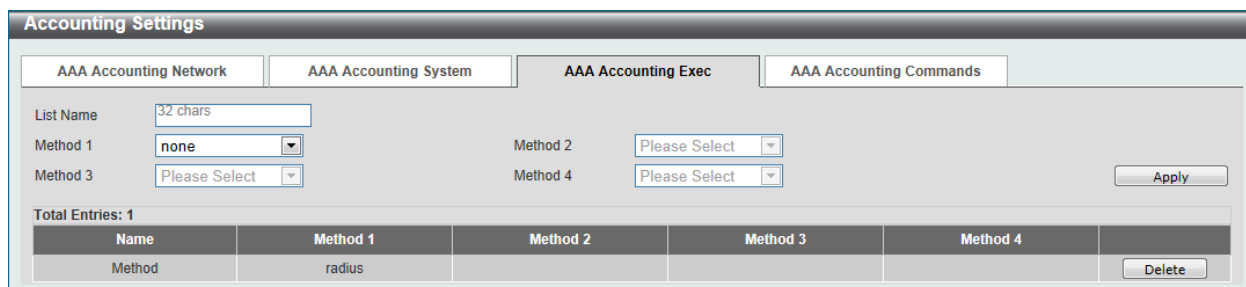 Accounting Settings
AAA Accounting Network AAA Accounting System AAA Accounting Exec AAA Accounting Commands
List Name 32 chars
Method 1 none Method 2 Please Select
Method 3 Please Select Method 4 Please Select Apply
Total Entries: 1
Name Method 1 Method 2 Method 3 Method 4
Method radius Delete